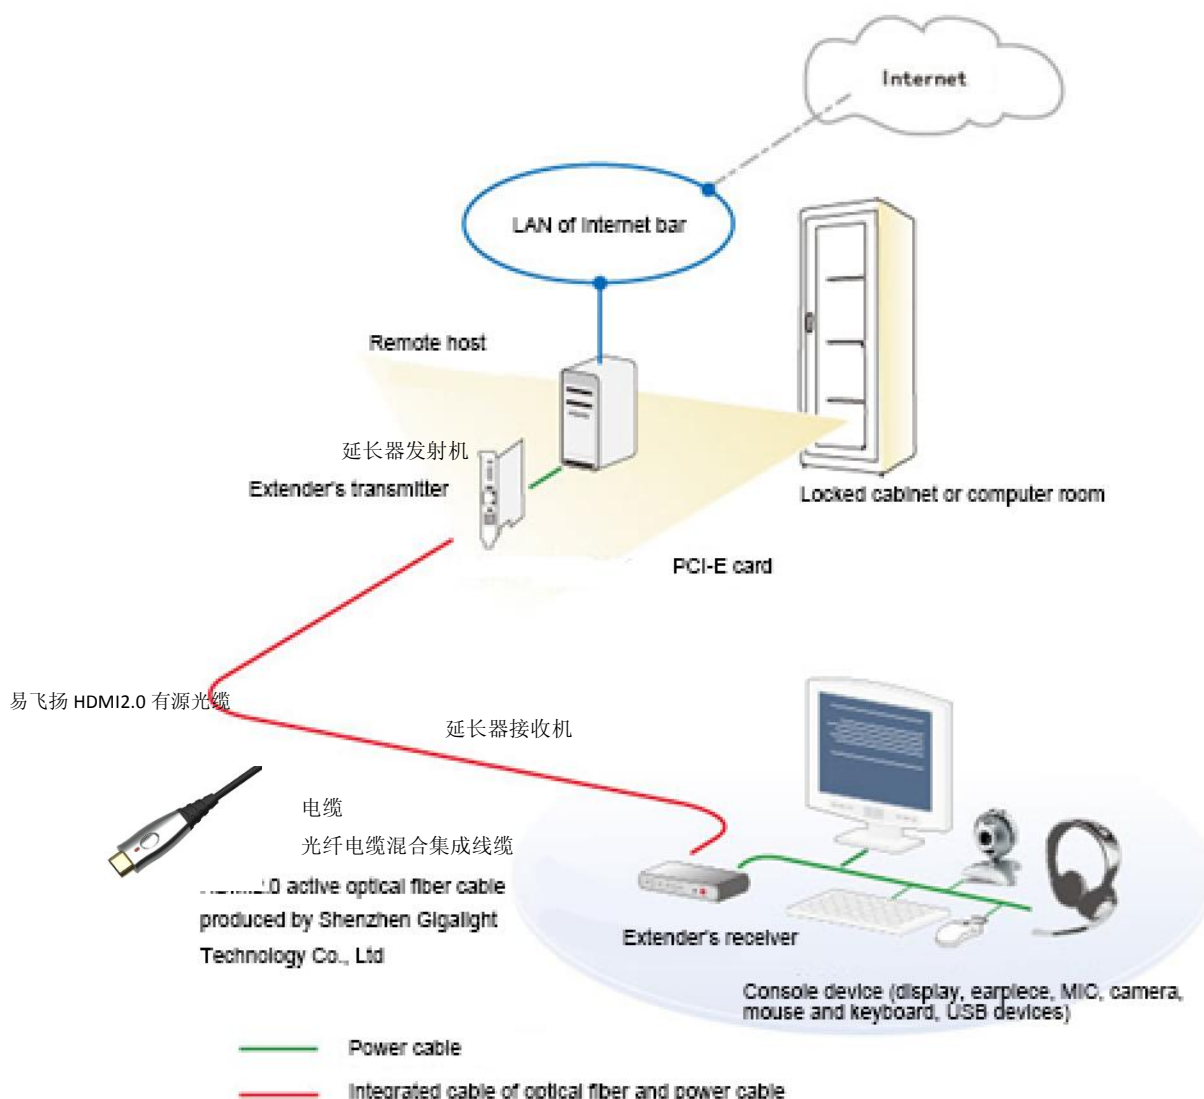 Internet
LAN of Internet bar
Remote host
延长器发射机
Extender's transmitter
Locked cabinet or computer room
PCI-E card
易飞扬 HDMI2.0 有源光缆
延长器接收机
电缆
光纤电缆混合集成线缆
2.0 active optical fiber cable
produced by Shenzhen Gigalight
Technology Co., Ltd
Extender's receiver
Console device (display, earpiece, MIC, camera,
mouse and keyboard, USB devices)
Power cable
Integrated cable of optical fiber and power cable